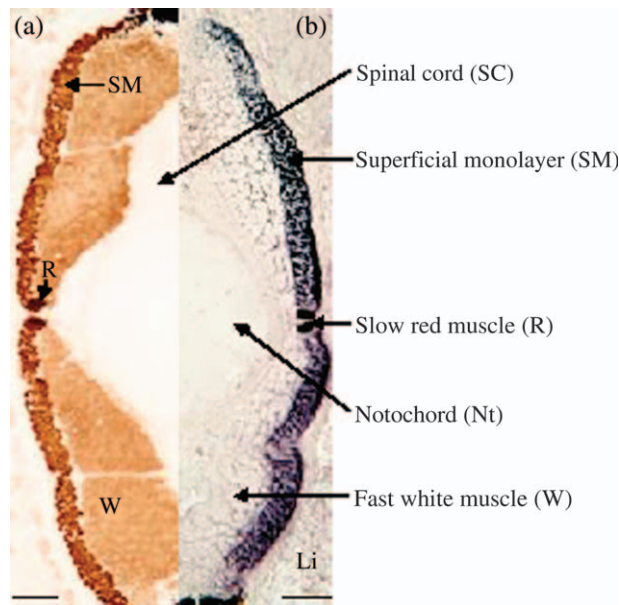 (a)
(b)
SM
Spinal cord (SC)
Superficial monolayer (SM)
R
Slow red muscle (R)
Notochord (Nt)
W
Fast white muscle (W)
Li